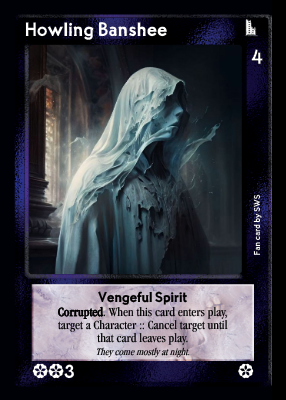 Howling Banshee
4
Fan card by SWS
Vengeful Spirit
Corrupted. When this card enters play,
target a Character :: Cancel target until
that card leaves play.
They come mostly at night.
3